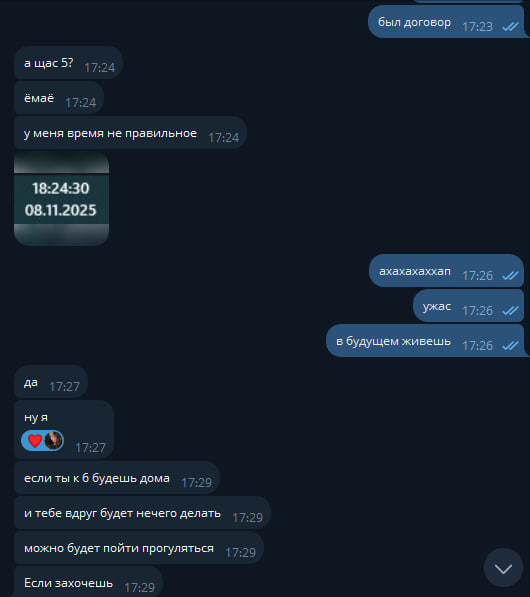 был договор 17:23
а щас 5? 17:24
ёмаё 17:24
у меня время не правильное 17:24
18:24:30
08.11.2025
ахахахаххап 17:26
ужас 17:26
в будущем живешь 17:26
да 17:27
ну я
17:27
если ты к 6 будешь дома 17:29
и тебе вдруг будет нечего делать 17:29
можно будет пойти прогуляться 17:29
Если захочешь 17:29